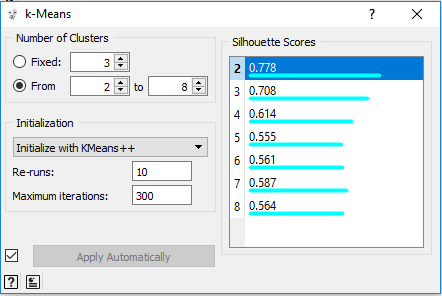 k-Means
?
Number of Clusters
Fixed: 3
From 2 to 8
Initialization
Initialize with KMeans++
Re-runs: 10
Maximum iterations: 300
Apply Automatically
?
Silhouette Scores
2 0.778
3 0.708
4 0.614
5 0.555
6 0.561
7 0.587
8 0.564